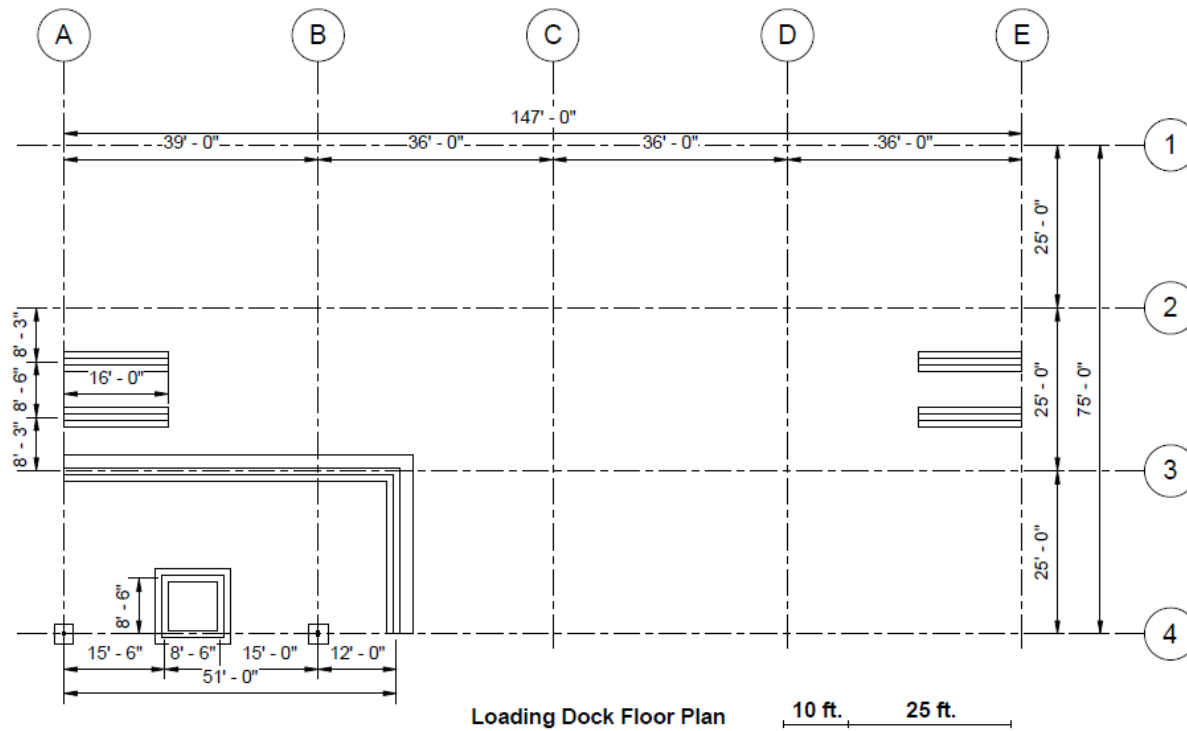 A B C D E
147' - 0"
39' - 0" 36' - 0" 36' - 0" 36' - 0"
1
25' - 0"
2
8' - 3"
16' - 0"
8' - 6"
25' - 0"
75' - 0"
8' - 3"
3
25' - 0"
8' - 6"
4
15' - 6" 8' - 6" 15' - 0" 12' - 0"
51' - 0"
Loading Dock Floor Plan 10 ft. 25 ft.